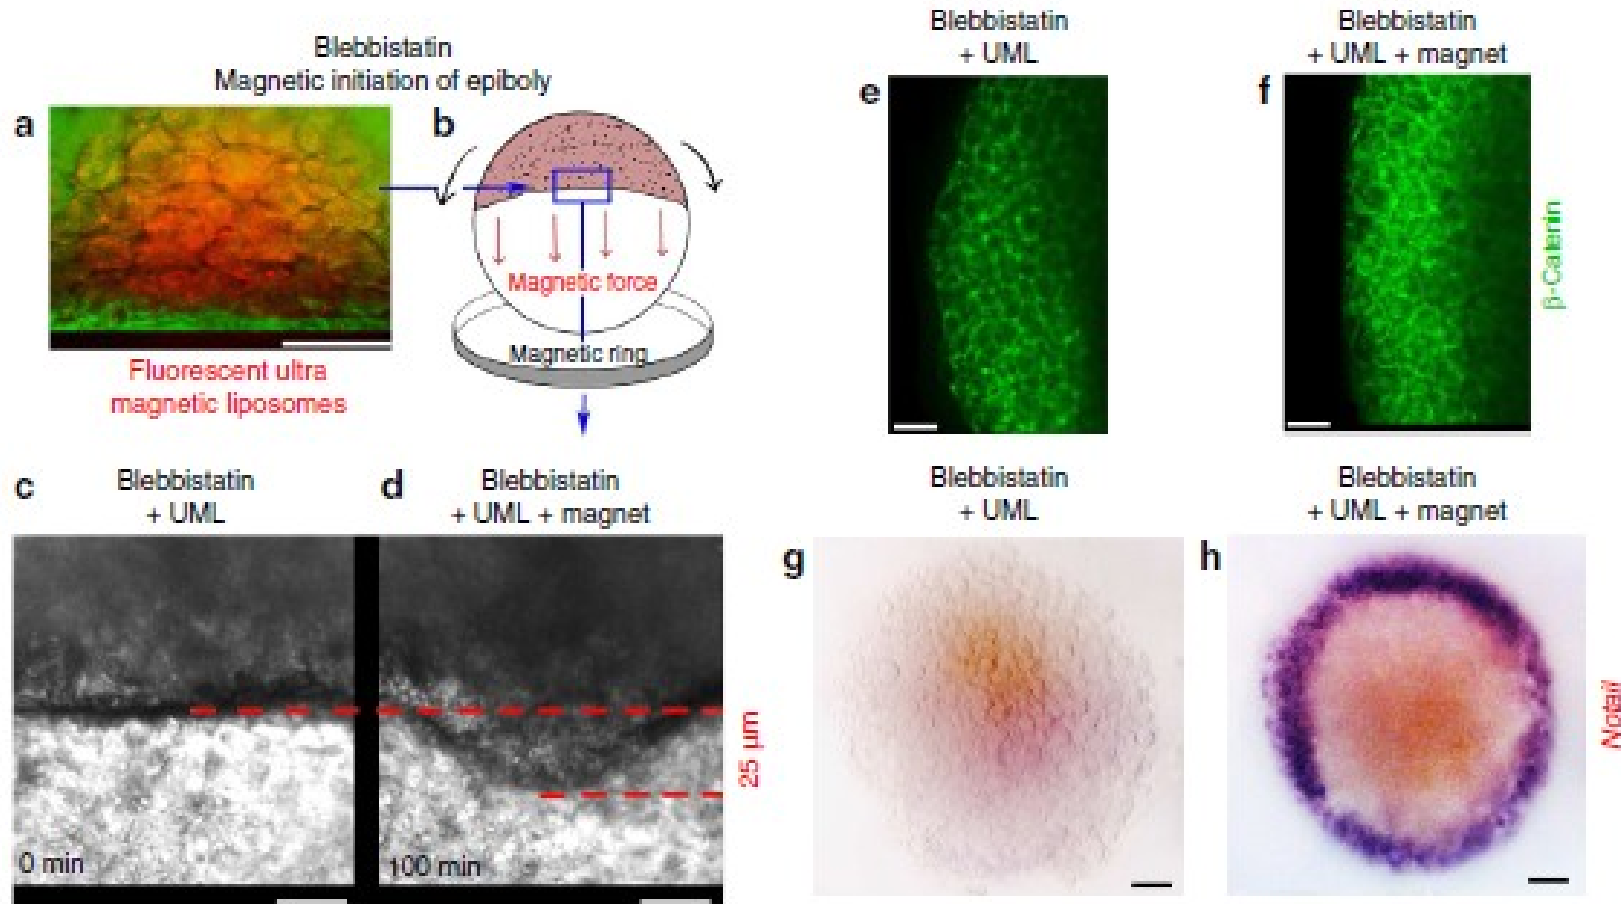 Blebbistatin
Magnetic initiation of epiboly
a
b
Magnetic force
Magnetic ring
Fluorescent ultra
magnetic liposomes
c
Blebbistatin
+ UML
d
Blebbistatin
+ UML + magnet
0 min
100 min
25 µm
Blebbistatin
+ UML
e
Blebbistatin
+ UML + magnet
f
β-Catenin
Blebbistatin
+ UML
g
Blebbistatin
+ UML + magnet
h
Notail